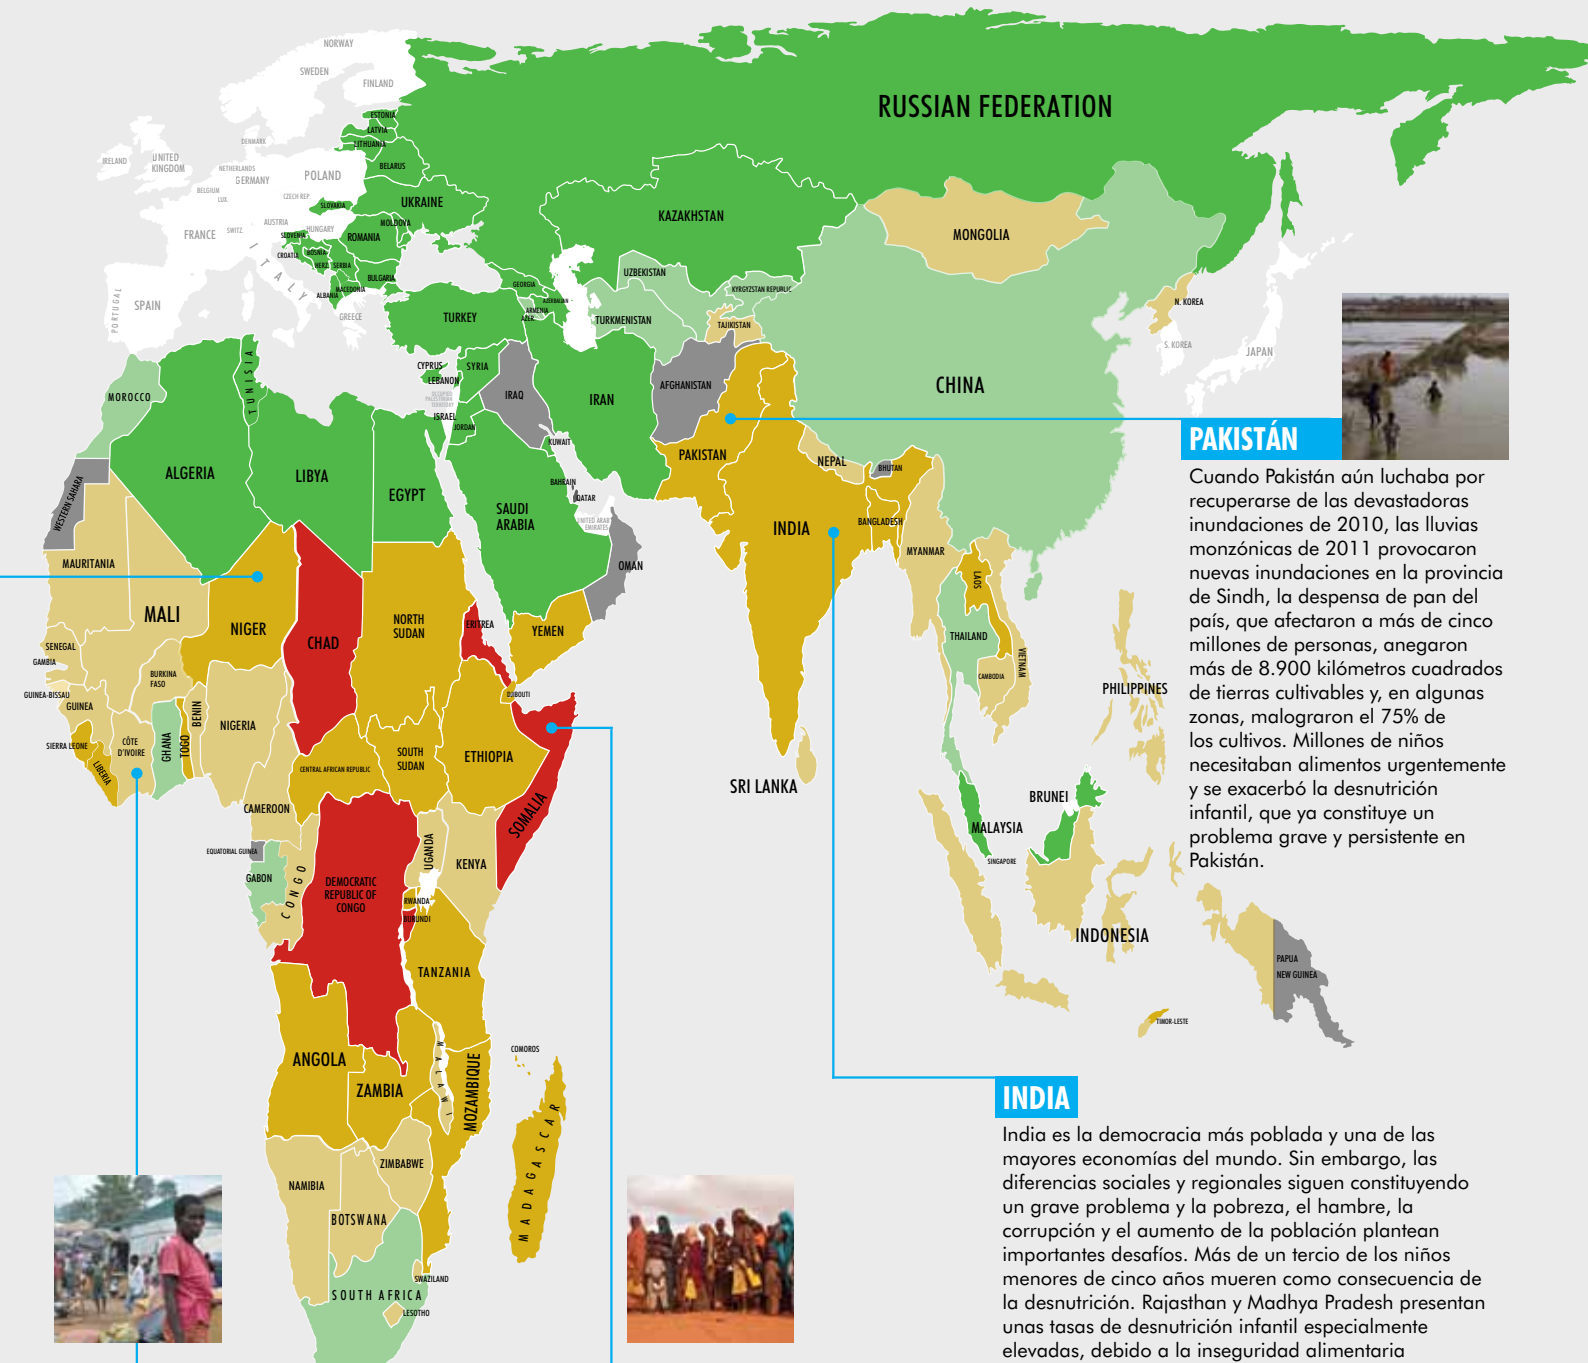 NORWAY
SWEDEN
FINLAND
RUSSIAN FEDERATION
ESTONIA
LATVIA
LITHUANIA
DENMARK
IRELAND
UNITED
KINGDOM
NETHERLANDS
GERMANY
POLAND
BELARUS
BELGIUM
LUX.
CZECH REP
SLOVAKIA
UKRAINE
KAZAKHSTAN
MONGOLIA
FRANCE
SWITZ.
AUSTRIA
HUNGARY
MOLDOVA
SLOVENIA
ROMANIA
CROATIA
BOSNIA
HERZ.
SERBIA
ITALY
BULGARIA
MACEDONIA
ALBANIA
GREECE
PORTUGAL
SPAIN
GEORGIA
AZERBAIJAN
ARMENIA
AZER.
UZBEKISTAN
KYRGYZSTAN REPUBLIC
TURKMENISTAN
TAJIKISTAN
N. KOREA
S. KOREA
JAPAN
TURKEY
CYPRUS
SYRIA
LEBANON
OCCUPIED
PALESTINIAN
TERRITORY
ISRAEL
JORDAN
IRAQ
IRAN
AFGHANISTAN
CHINA
MOROCCO
TUNISIA
KUWAIT
PAKISTAN
NEPAL
BHUTAN
ALGERIA
LIBYA
EGYPT
BAHRAIN
QATAR
SAUDI
ARABIA
UNITED ARAB
EMIRATES
WESTERN SAHARA
INDIA
BANGLADESH
MYANMAR
OMAN
MAURITANIA
MALI
NIGER
CHAD
NORTH
SUDAN
ERITREA
YEMEN
LAOS
THAILAND
VIETNAM
CAMBODIA
SENEGAL
GAMBIA
GUINEA-BISSAU
GUINEA
BURKINA
FASO
BENIN
NIGERIA
DJIBOUTI
PHILIPPINES
SIERRA LEONE
LIBERIA
CÔTE
D'IVOIRE
GHANA
TOGO
CENTRAL AFRICAN REPUBLIC
SOUTH
SUDAN
ETHIOPIA
SRI LANKA
BRUNEI
MALAYSIA
SINGAPORE
CAMEROON
SOMALIA
EQUATORIAL GUINEA
GABON
CONGO
DEMOCRATIC
REPUBLIC OF
CONGO
UGANDA
KENYA
RWANDA
BURUNDI
INDONESIA
TANZANIA
PAPUA
NEW GUINEA
TIMOR-LESTE
ANGOLA
ZAMBIA
MALAWI
MOZAMBIQUE
COMOROS
MADAGASCAR
ZIMBABWE
NAMIBIA
BOTSWANA
SWAZILAND
SOUTH AFRICA
LESOTHO
PAKISTÁN
Cuando Pakistán aún luchaba por
recuperarse de las devastadoras
inundaciones de 2010, las lluvias
monzónicas de 2011 provocaron
nuevas inundaciones en la provincia
de Sindh, la despensa de pan del
país, que afectaron a más de cinco
millones de personas, anegaron
más de 8.900 kilómetros cuadrados
de tierras cultivables y, en algunas
zonas, malograron el 75% de
los cultivos. Millones de niños
necesitaban alimentos urgentemente
y se exacerbó la desnutrición
infantil, que ya constituye un
problema grave y persistente en
Pakistán.
INDIA
India es la democracia más poblada y una de las
mayores economías del mundo. Sin embargo, las
diferencias sociales y regionales siguen constituyendo
un grave problema y la pobreza, el hambre, la
corrupción y el aumento de la población plantean
importantes desafíos. Más de un tercio de los niños
menores de cinco años mueren como consecuencia de
la desnutrición. Rajasthan y Madhya Pradesh presentan
unas tasas de desnutrición infantil especialmente
elevadas, debido a la inseguridad alimentaria